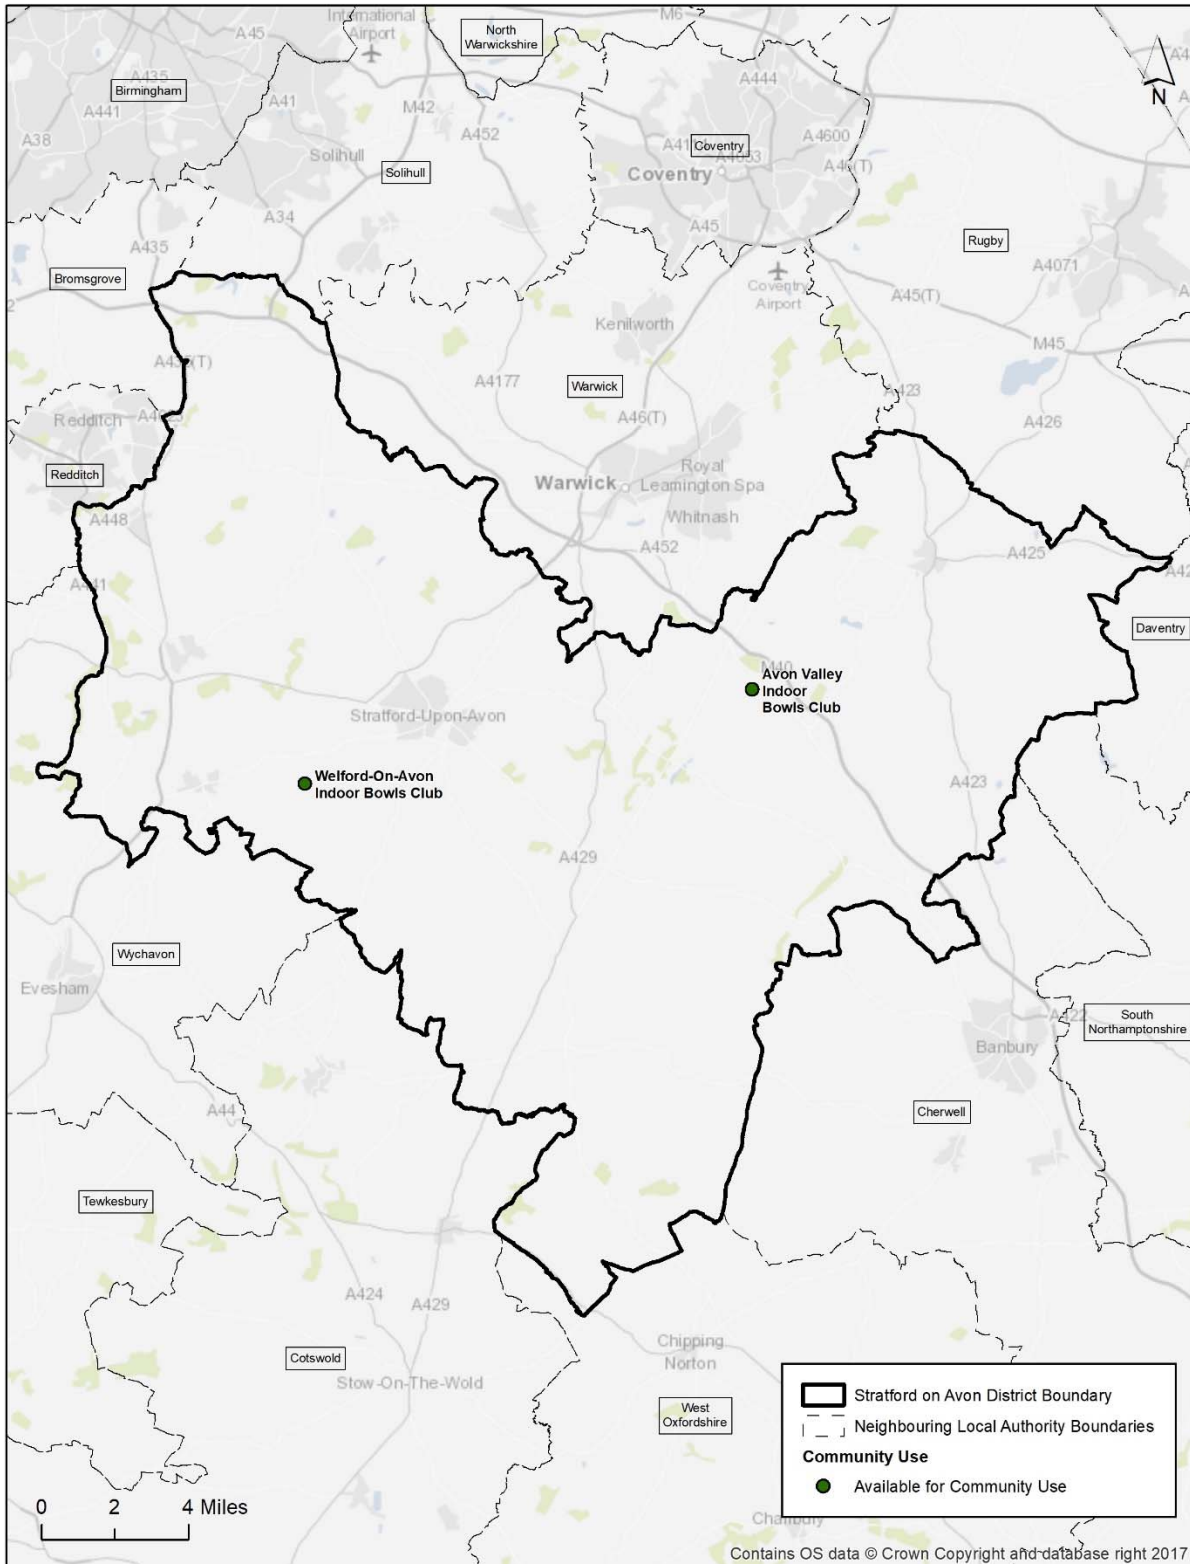 International
Airport
North
Warwickshire
M6
A45
A435
Birmingham
A441
A41
M42
A452
A444
A38
Solihull
Solihull
Coventry
A4600
A46(T)
Coventry
A34
A45
A435
Rugby
Bromsgrove
Coventry
Airport
A4071
A45(T)
Kenilworth
M45
A4177
Warwick
A423
A46(T)
A426
Redditch
Redditch
Royal
Leamington Spa
Warwick
Whitnash
A448
A452
A425
A441
Daventry
M40
Avon Valley
Indoor
Bowls Club
Stratford-Upon-Avon
Welford-On-Avon
Indoor Bowls Club
A423
A429
Wychavon
Evesham
South
Northamptonshire
A422
Banbury
Cherwell
A44
Tewkesbury
A424
A429
Cotswold
Chipping
Norton
Stow-On-The-Wold
West
Oxfordshire
Stratford on Avon District Boundary
Neighbouring Local Authority Boundaries
Community Use
Available for Community Use
0 2 4 Miles
N
Contains OS data © Crown Copyright and database right 2017